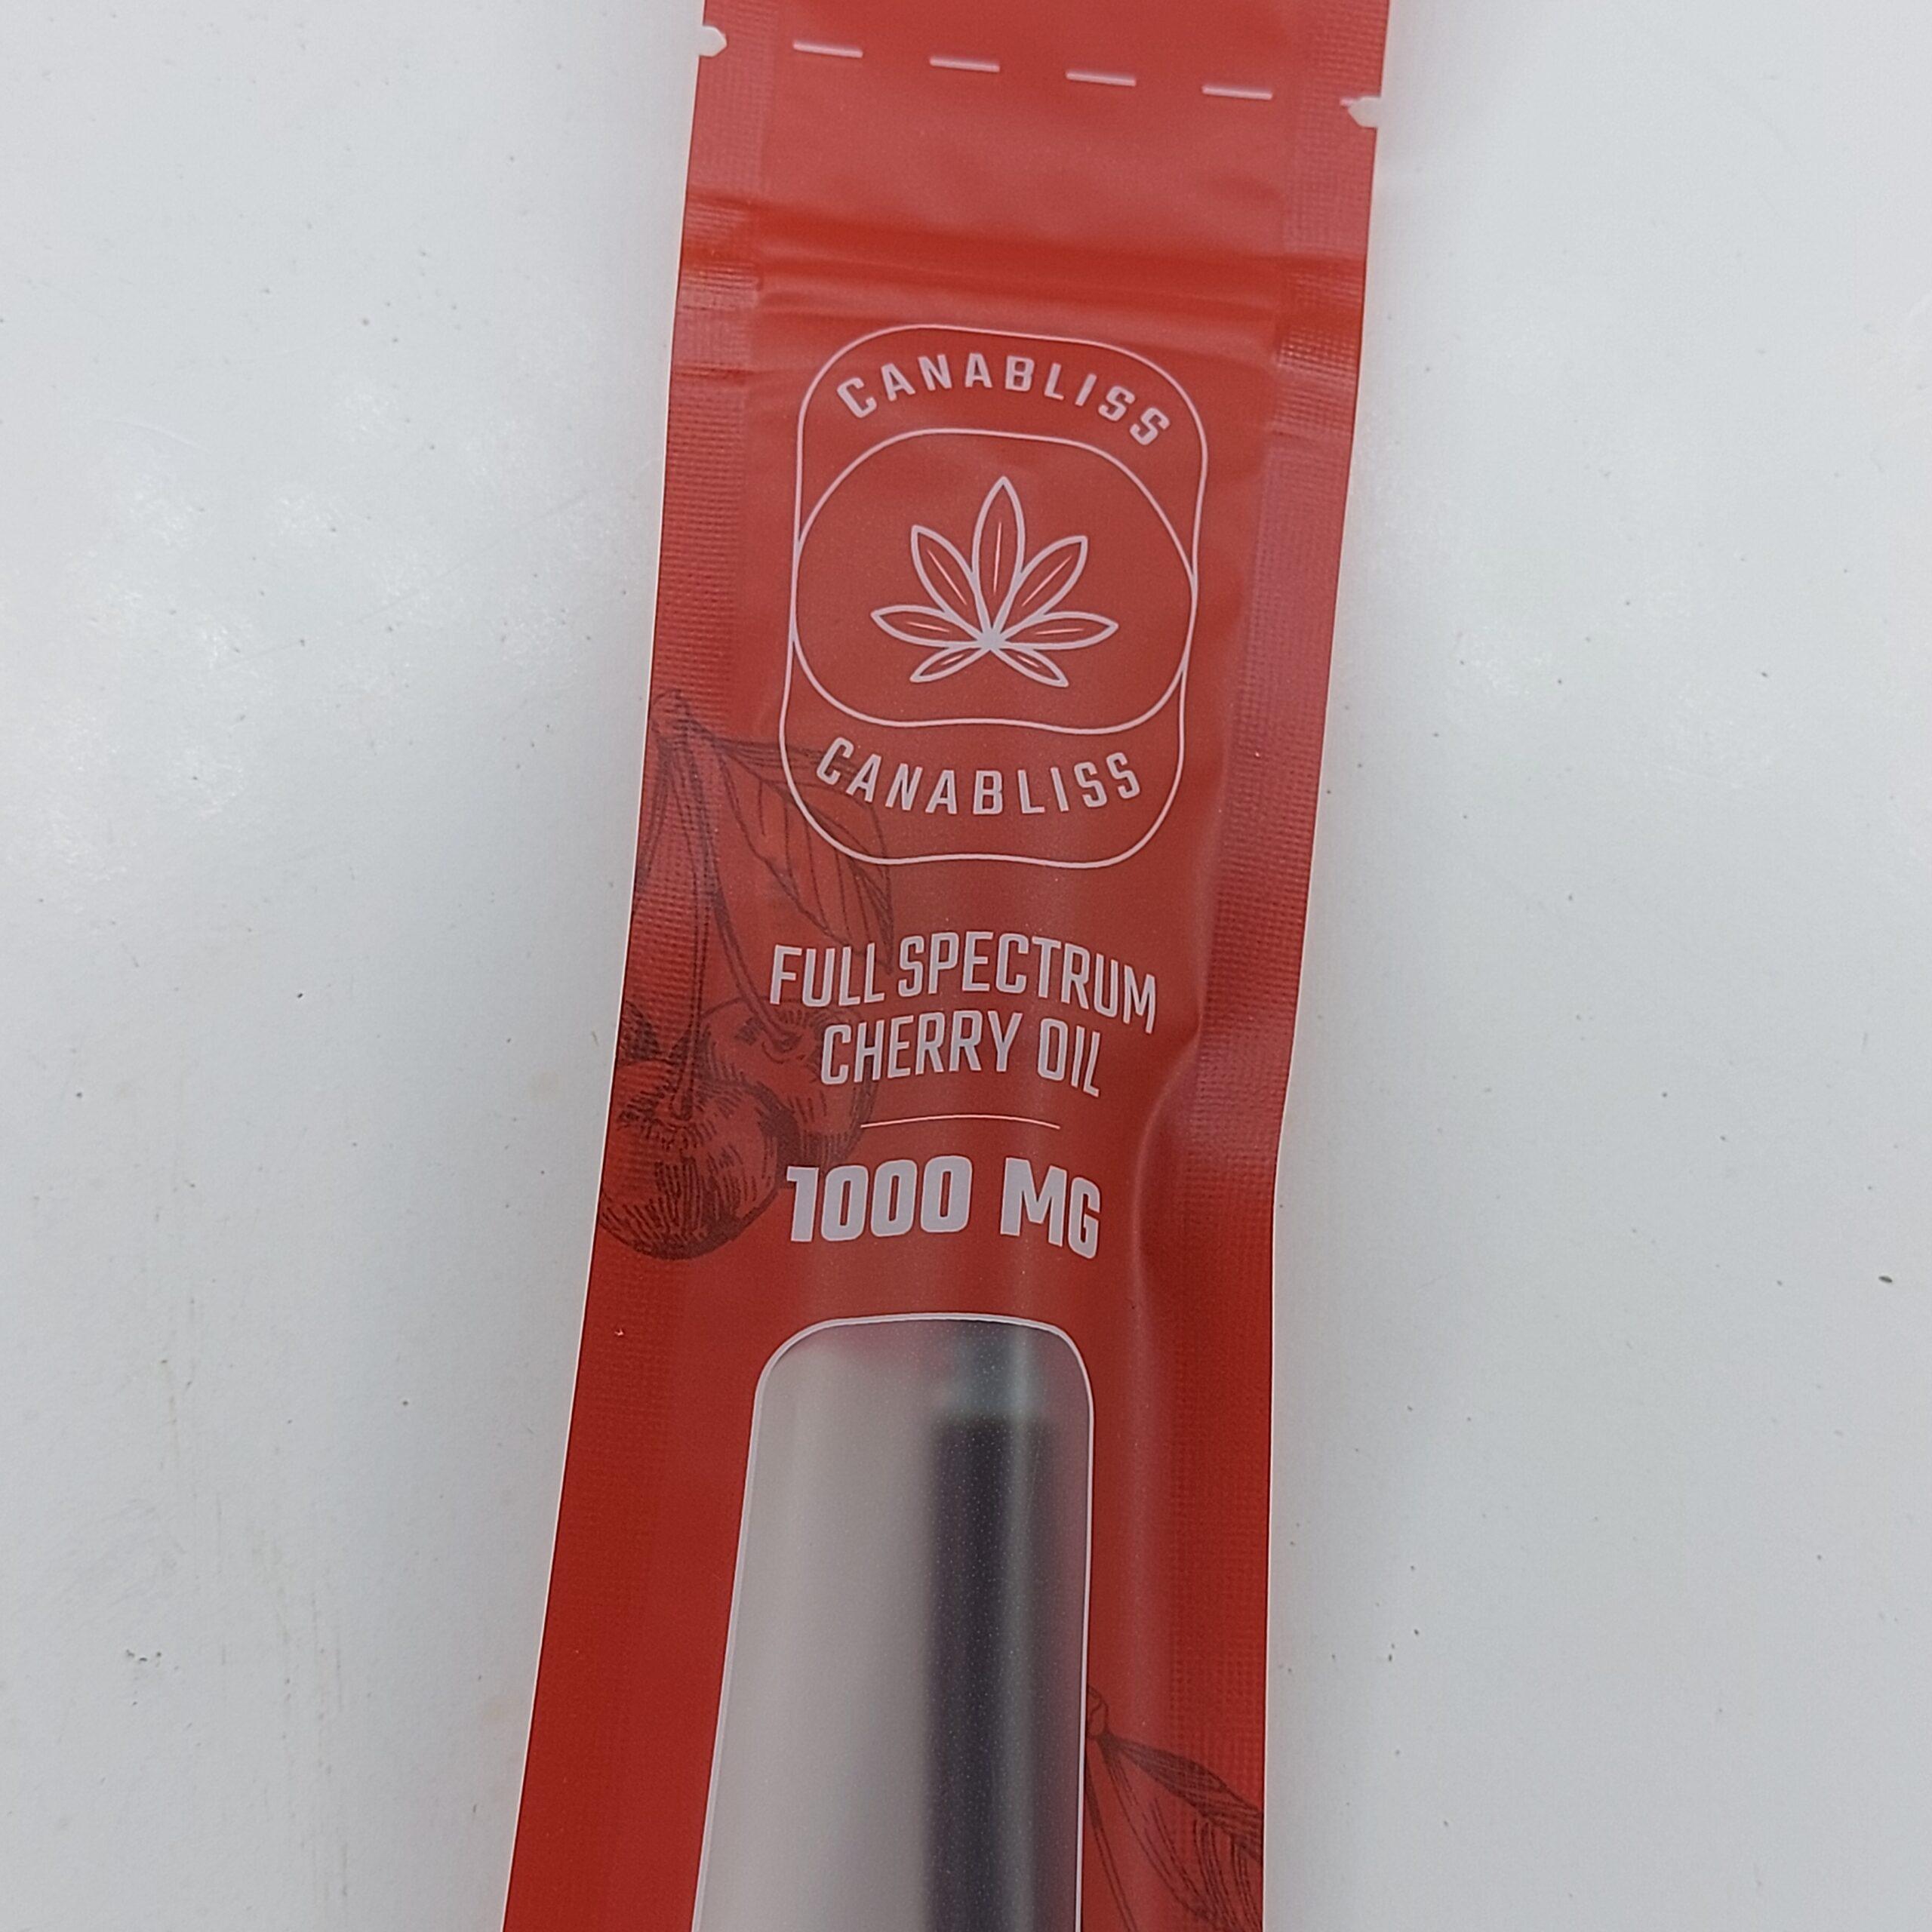 CANABLISS
CANABLISS
FULL SPECTRUM
CHERRY OIL
1000 MG